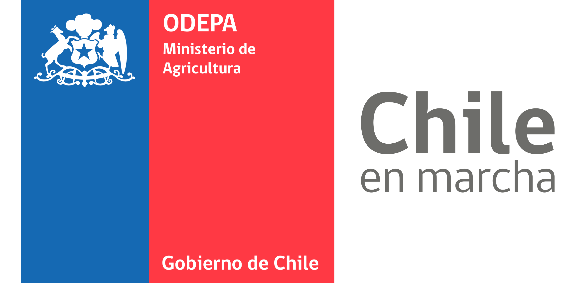 ODEPA
Ministerio de
Agricultura
Gobierno de Chile
Chile
en marcha